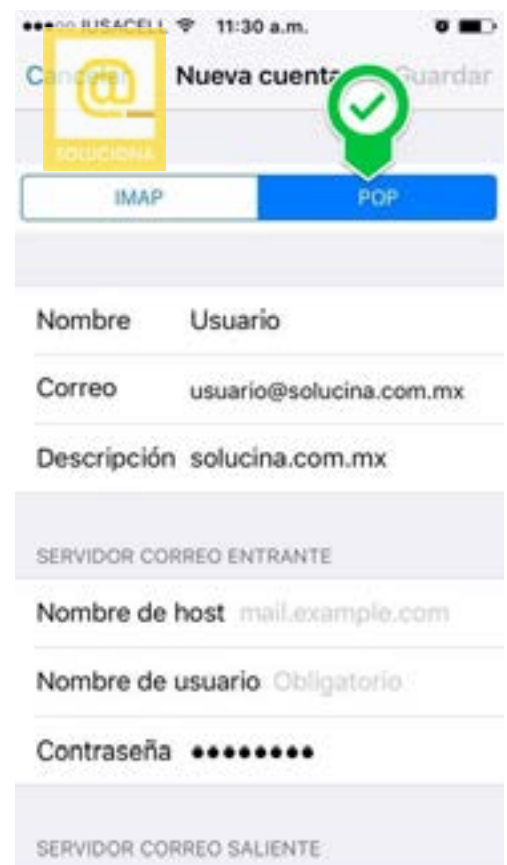 IUSACELL 11:30 a.m.
Cancelar Nueva cuenta Guardar
@
SOLUCIONA
IMAP POP
Nombre Usuario
Correo usuario@solucina.com.mx
Descripción solucina.com.mx
SERVIDOR CORREO ENTRANTE
Nombre de host mail.example.com
Nombre de usuario Obligatorio
Contraseña ●●●●●●●●
SERVIDOR CORREO SALIENTE